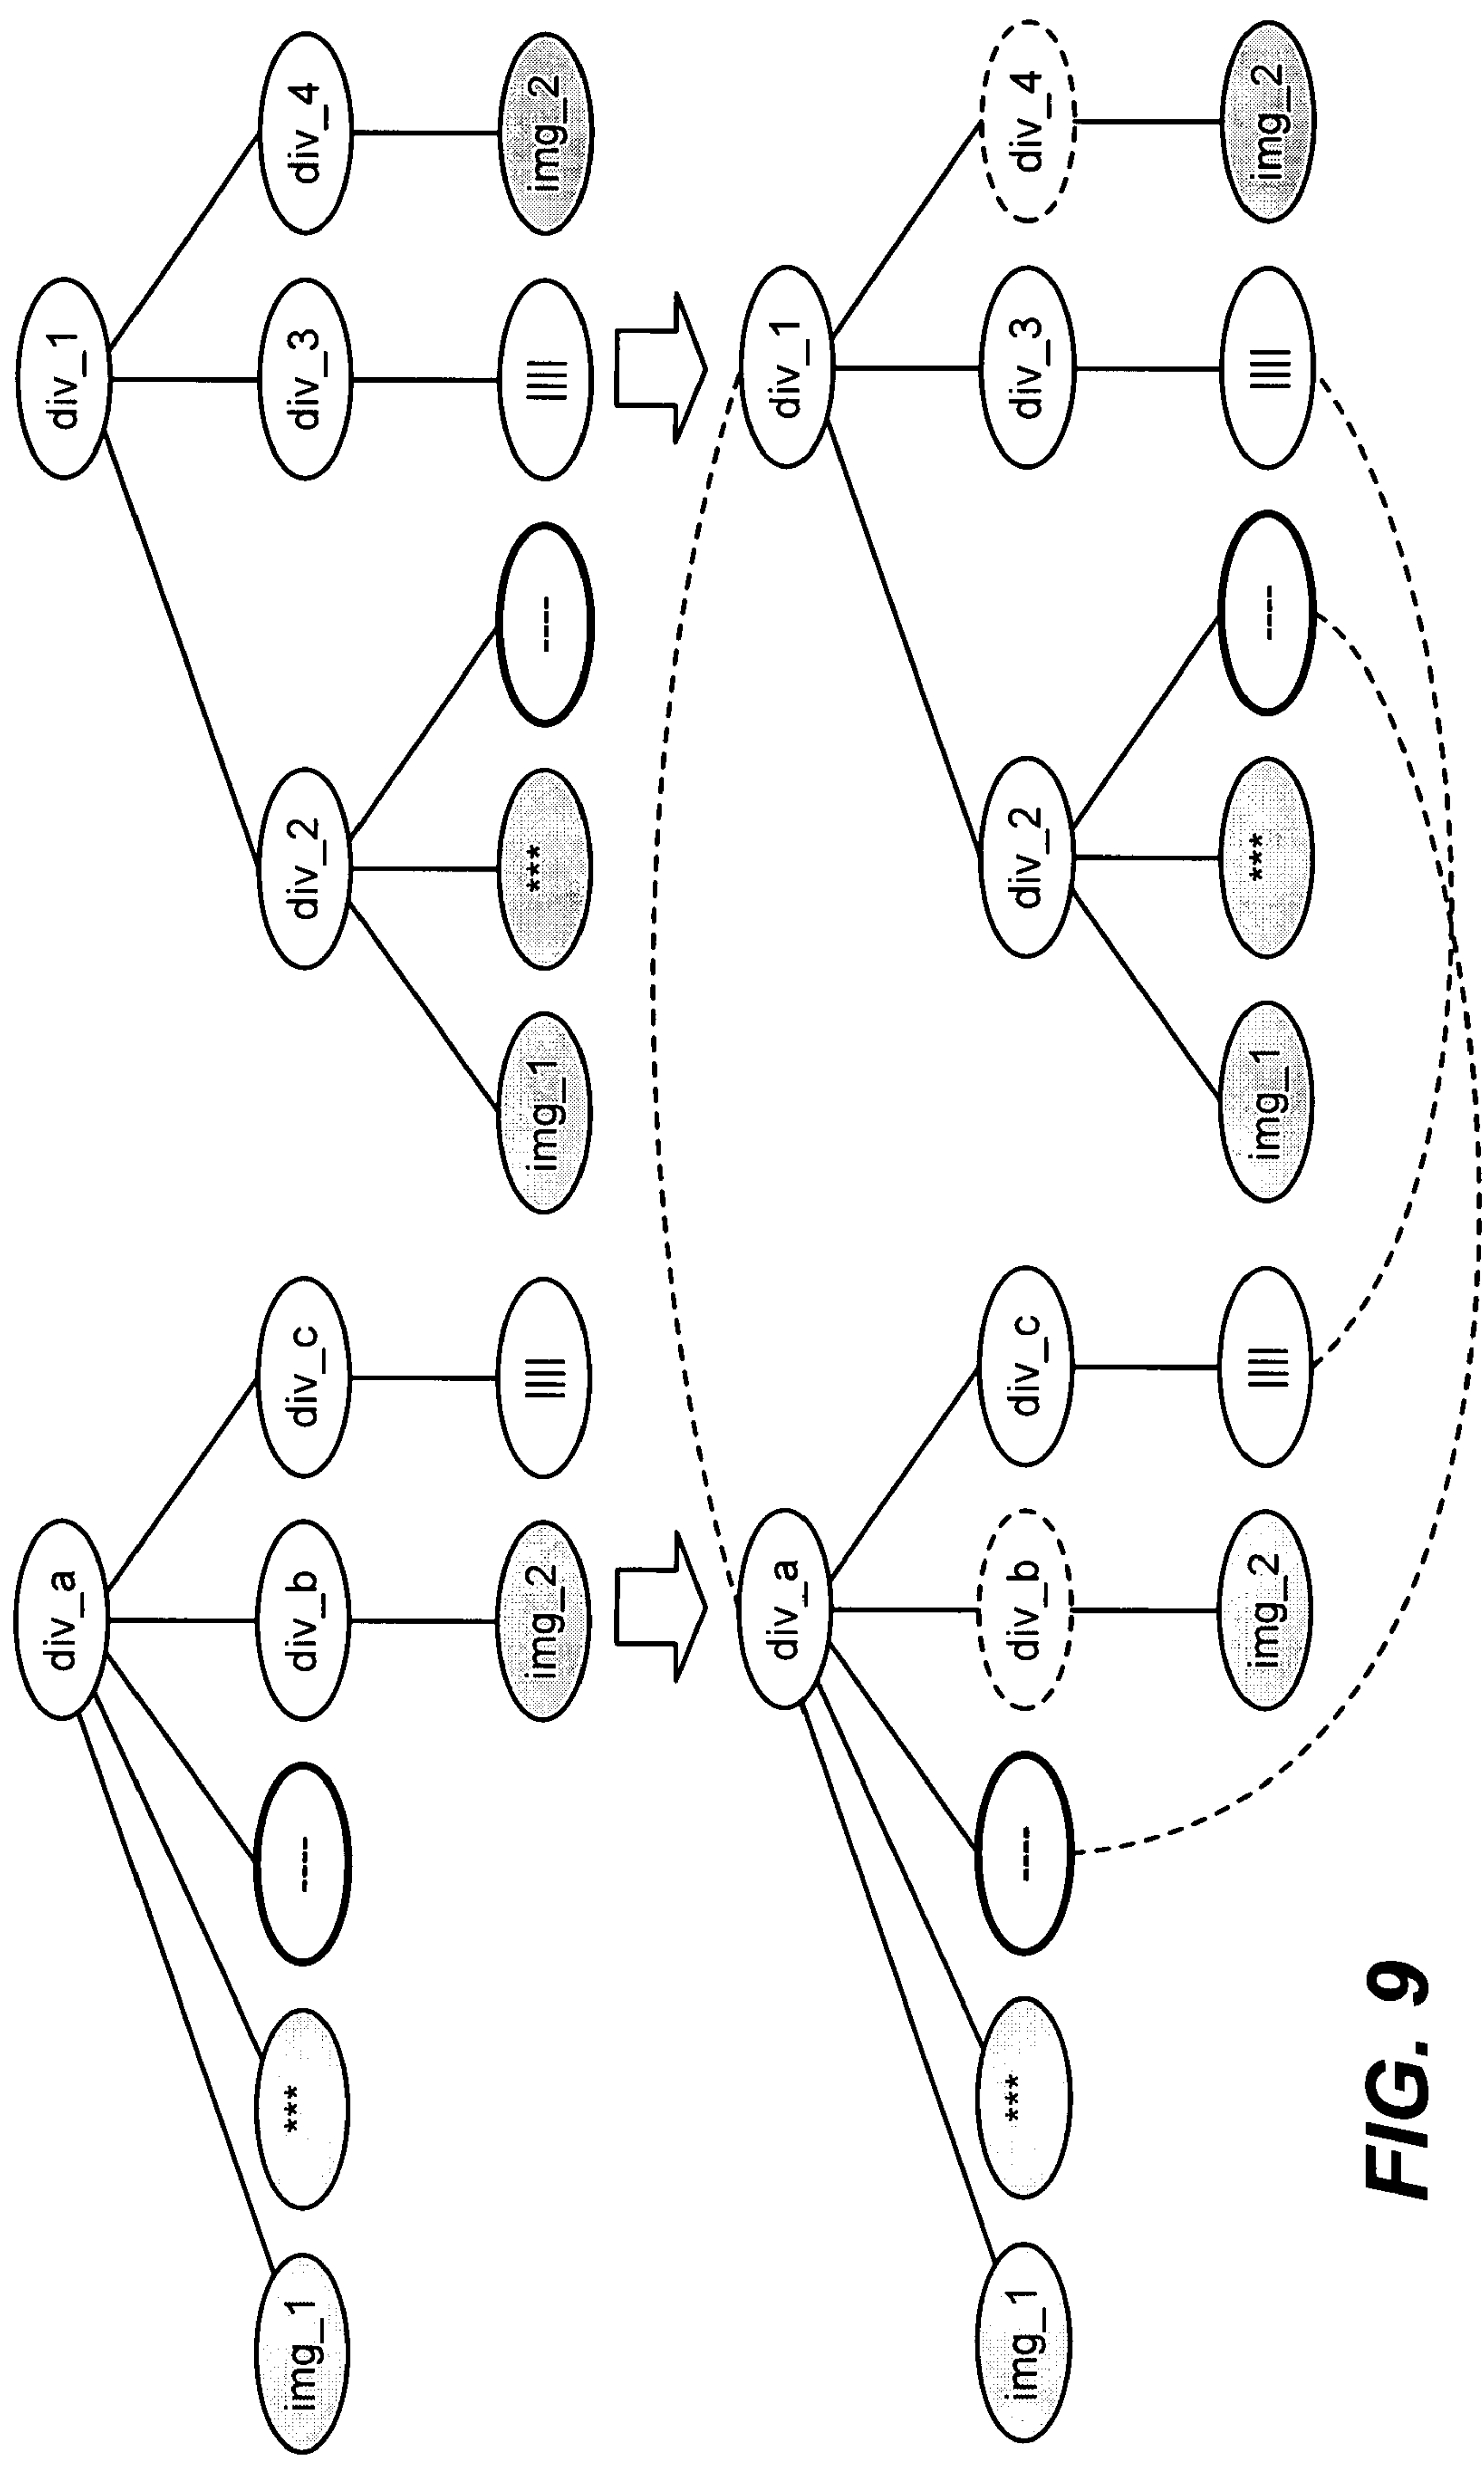 div_a div_1
img_1 *** ---- div_b div_c div_2 div_3 div_4
img_2 |||| img_1 *** ---- |||| img_2
div_a div_1
img_1 *** ---- div_b div_c div_2 div_3 div_4
img_2 |||| img_1 *** ---- |||| img_2
FIG. 9